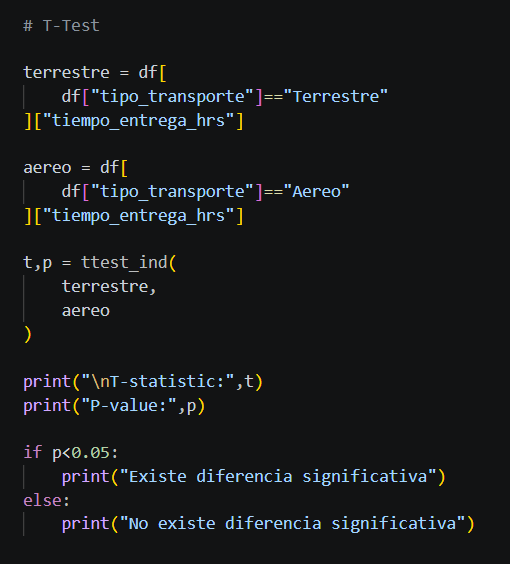 # T-Test

terrestre = df[
    df["tipo_transporte"]=="Terrestre"
]["tiempo_entrega_hrs"]

aereo = df[
    df["tipo_transporte"]=="Aereo"
]["tiempo_entrega_hrs"]

t,p = ttest_ind(
    terrestre,
    aereo
)

print("\nT-statistic:",t)
print("P-value:",p)

if p<0.05:
    print("Existe diferencia significativa")
else:
    print("No existe diferencia significativa")